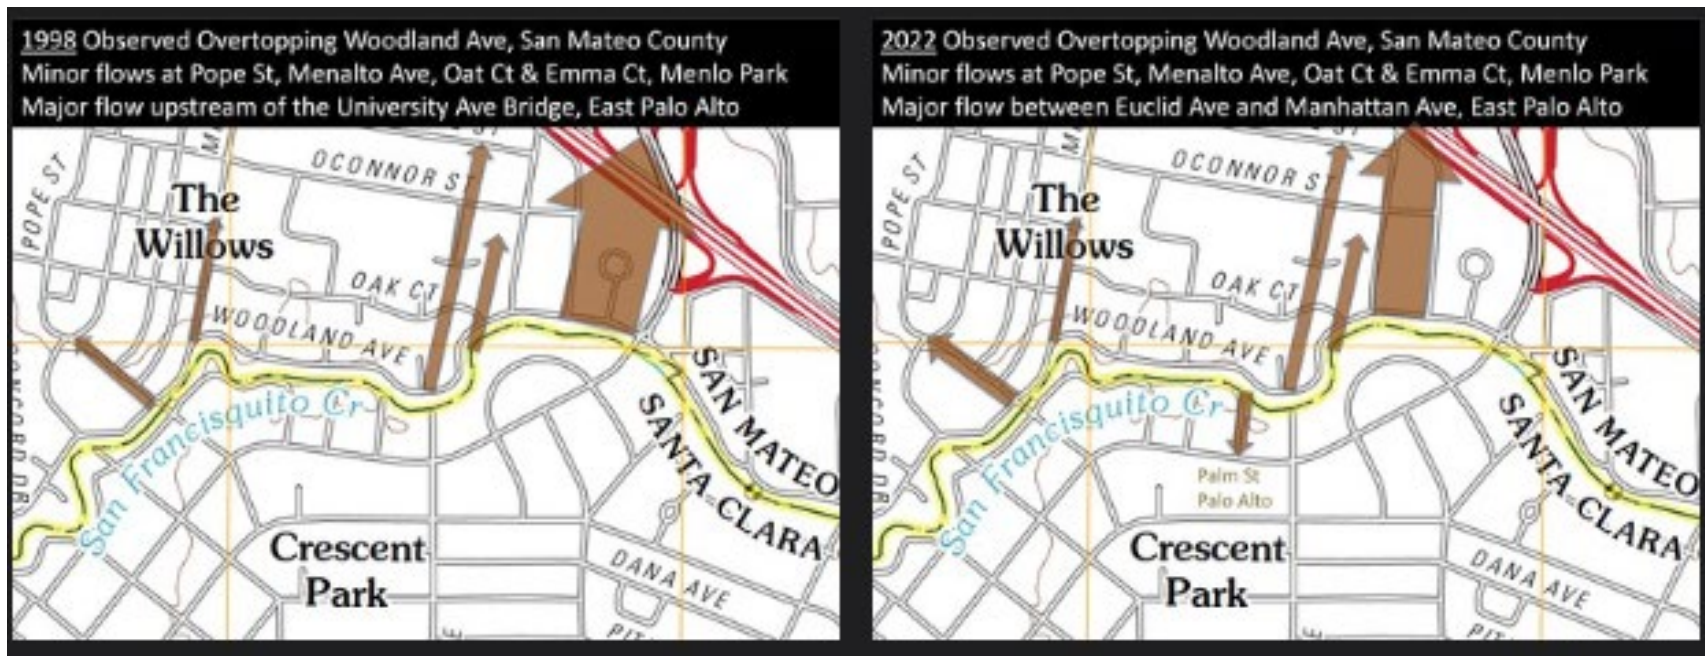 1998 Observed Overtopping Woodland Ave, San Mateo County
Minor flows at Pope St, Menalto Ave, Oat Ct & Emma Ct, Menlo Park
Major flow upstream of the University Ave Bridge, East Palo Alto
POPE ST
M
ST
OCONNOR ST
The
Willows
OAK CT
WOODLAND AVE
San Francisquito Cr
SAN MATEO
SANTA CLARA
Crescent
Park
DANA AVE
PIT
E
2022 Observed Overtopping Woodland Ave, San Mateo County
Minor flows at Pope St, Menalto Ave, Oat Ct & Emma Ct, Menlo Park
Major flow between Euclid Ave and Manhattan Ave, East Palo Alto
POPE ST
M
ST
OCONNOR ST
The
Willows
OAK CT
WOODLAND AVE
San Francisquito Cr
Palm St
Palo Alto
SAN MATEO
SANTA CLARA
Crescent
Park
DANA AVE
PIT
E